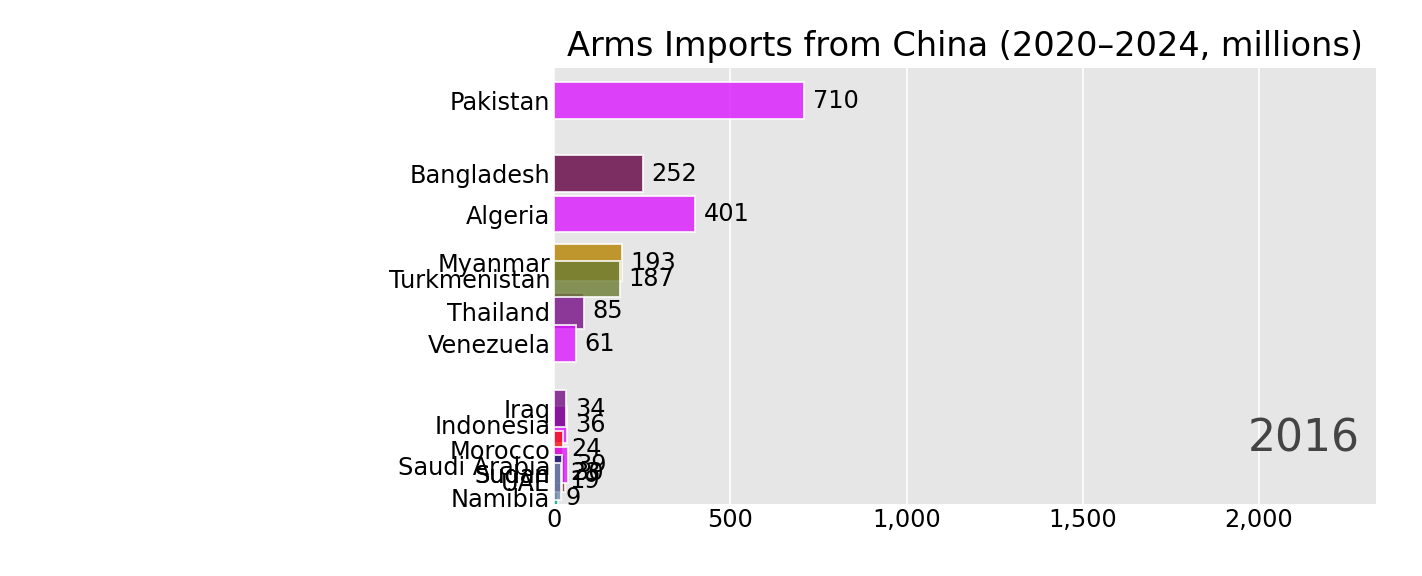 Arms Imports from China (2020–2024, millions)
Pakistan 710
Bangladesh 252
Algeria 401
Myanmar 193
Turkmenistan 187
Thailand 85
Venezuela 61
Iraq 34
Indonesia 36
2016
Morocco 24
Saudi Arabia
Sudan
UAE 19
Namibia 9
0 500 1,000 1,500 2,000